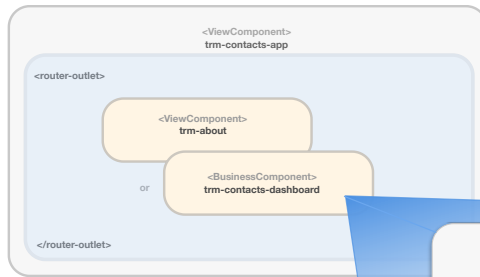 <ViewComponent>
trm-contacts-app
<router-outlet>
<ViewComponent>
trm-about
<BusinessComponent>
or
trm-contacts-dashboard
</router-outlet>